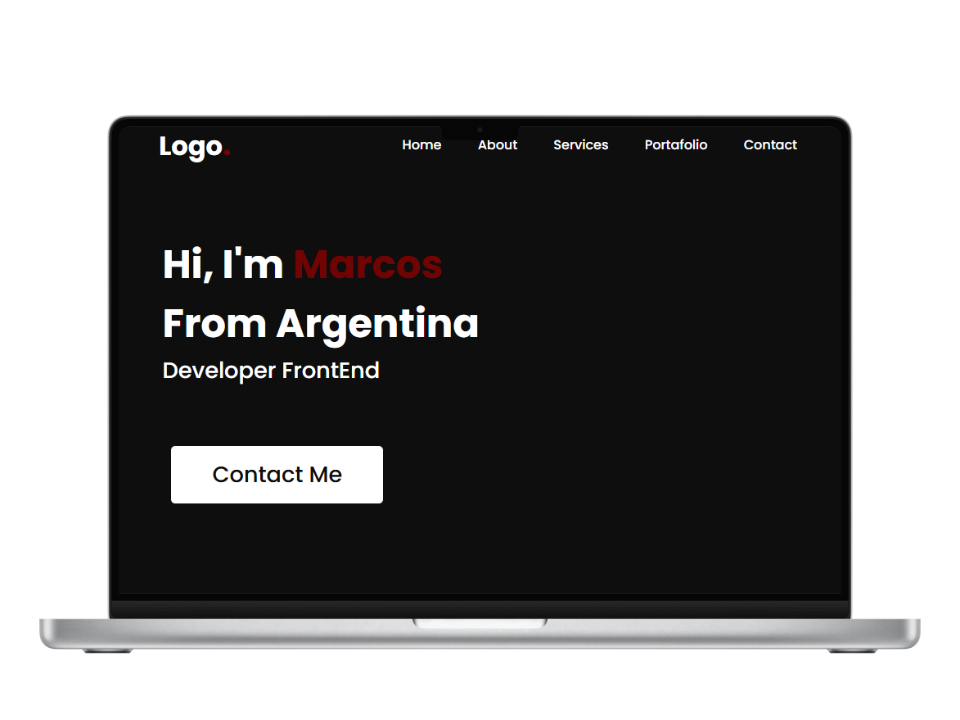 Logo.
Home About Services Portafolio Contact
Hi, I'm Marcos
From Argentina
Developer FrontEnd
Contact Me